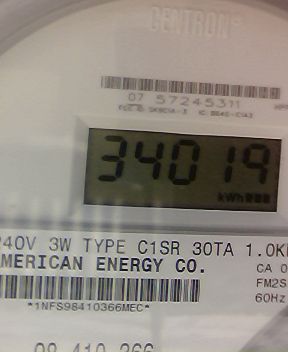 CENTRON®
07 57245311
34019
kWh
240V 3W TYPE C1SR 30TA 1.0K
AMERICAN ENERGY CO.
CA 0
FM2S
60Hz
*1NFS98410366MEC*
98 410 366